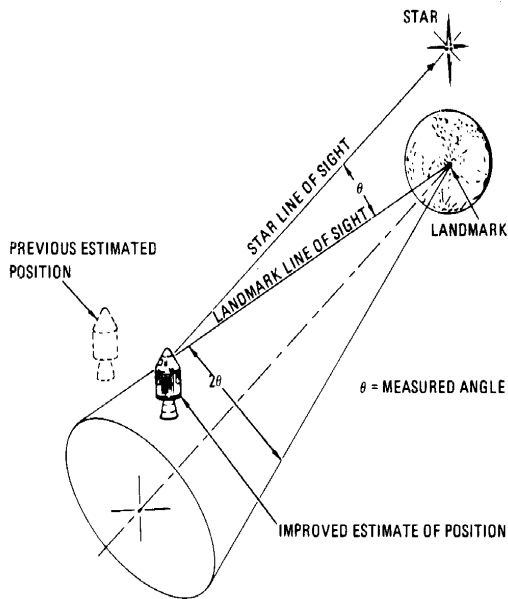 STAR
STAR LINE OF SIGHT
θ
LANDMARK LINE OF SIGHT
LANDMARK
PREVIOUS ESTIMATED
POSITION
2θ
θ = MEASURED ANGLE
IMPROVED ESTIMATE OF POSITION